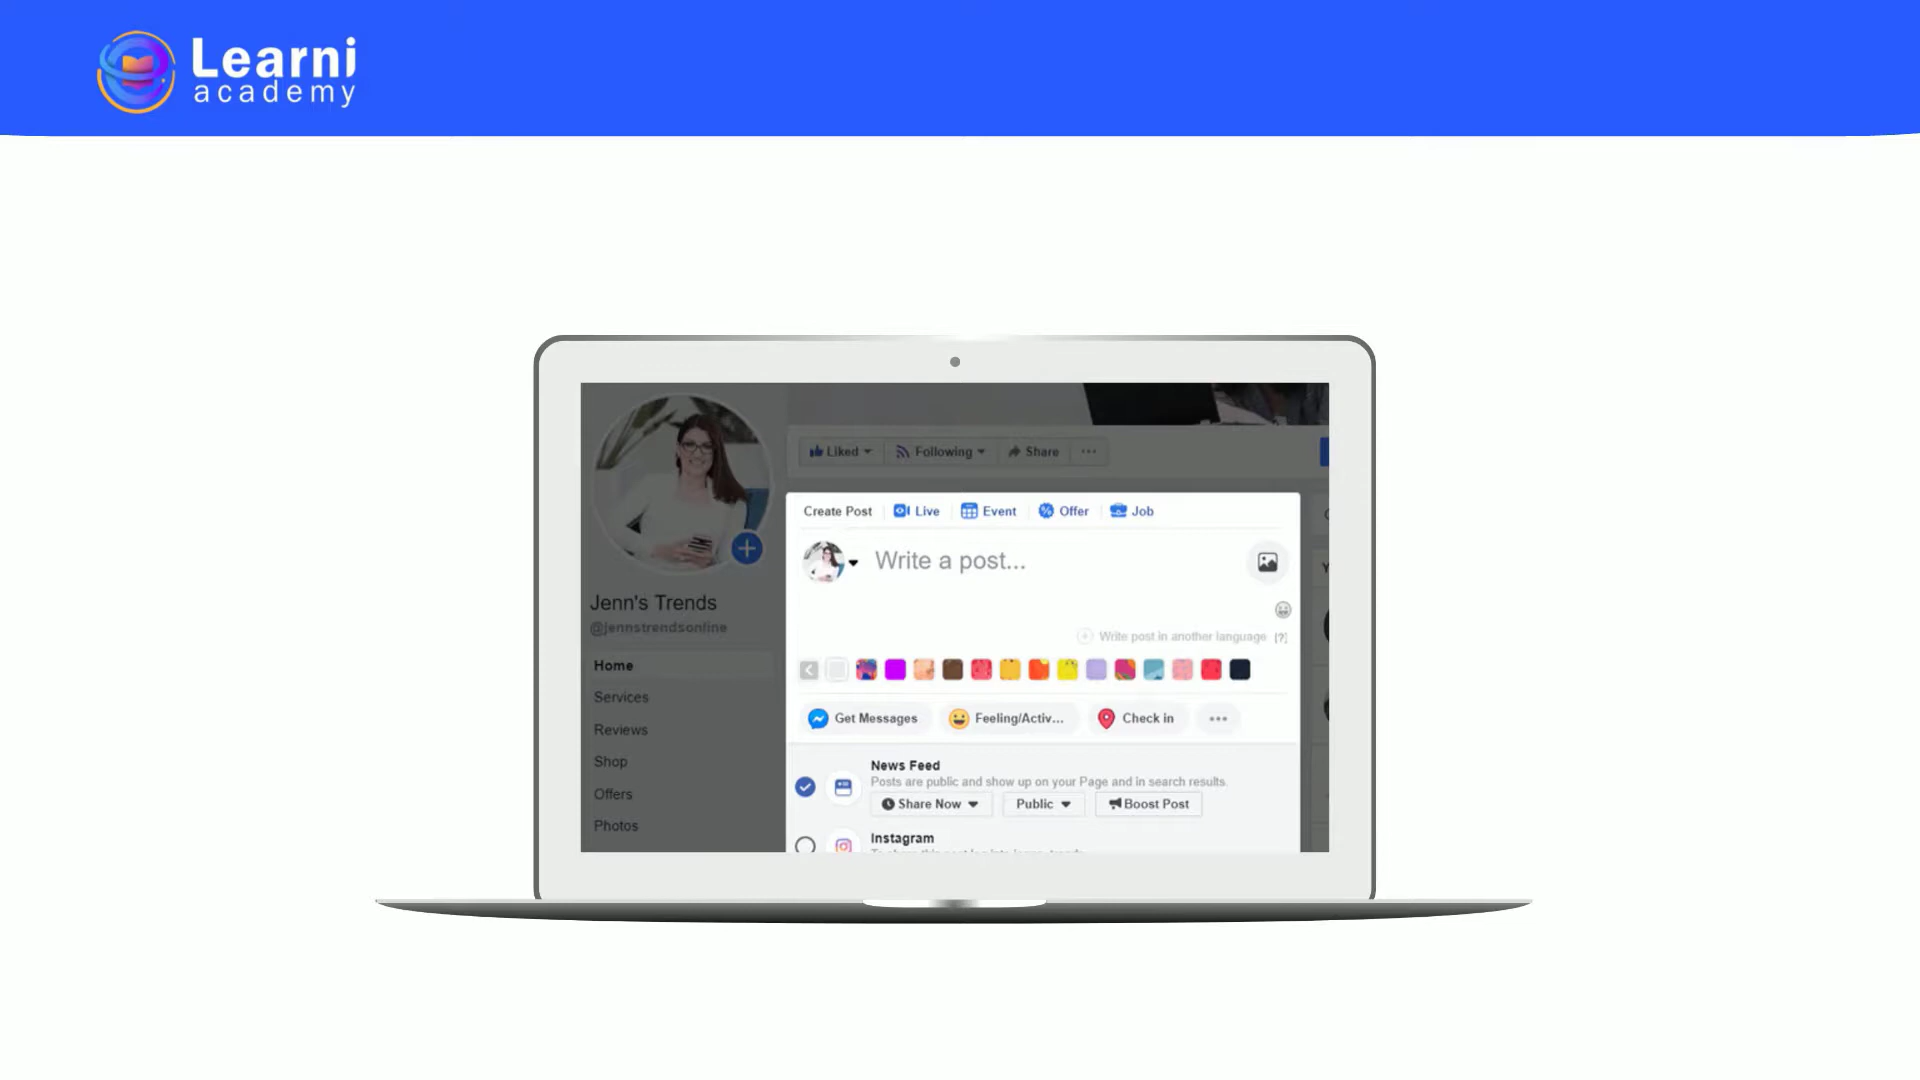 Learni
academy
Liked
Following
Share
Create Post
Live
Event
Offer
Job
Write a post...
Write post in another language [?]
Jenn's Trends
@jennstrendsonline
Home
Services
Reviews
Shop
Offers
Photos
Get Messages
Feeling/Activ...
Check in
News Feed
Posts are public and show up on your Page and in search results.
Share Now
Public
Boost Post
Instagram